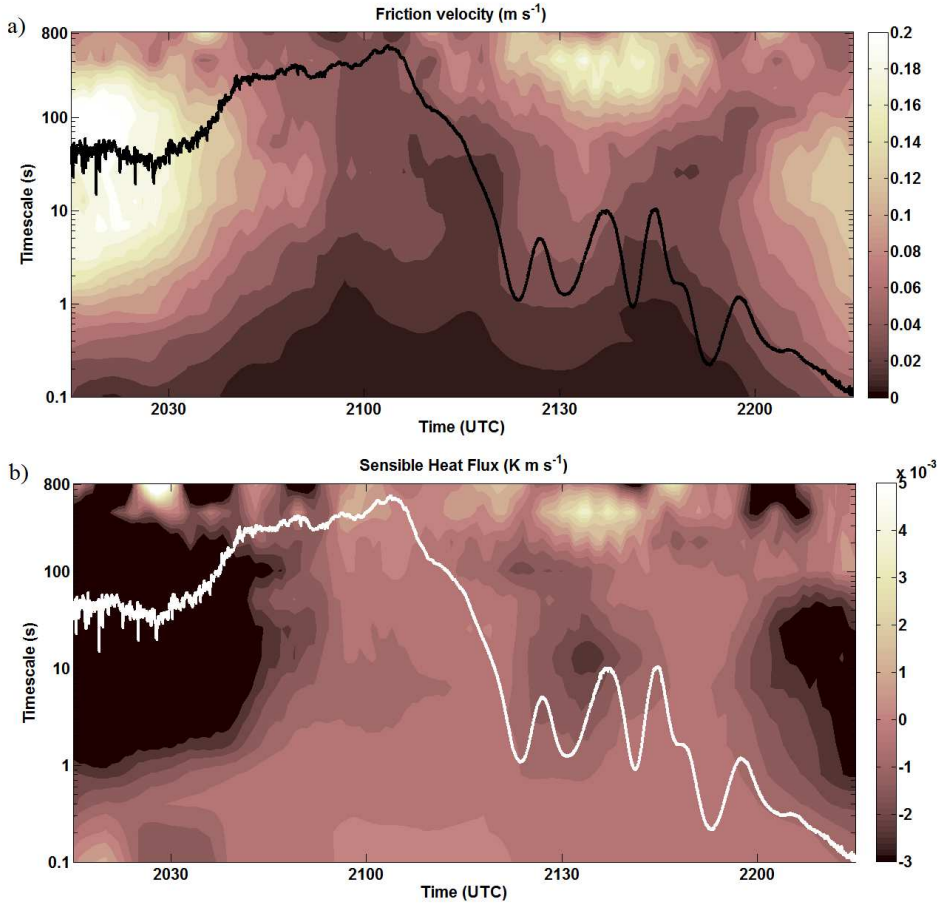 a)
Friction velocity (m s-1)
800
100
10
1
0.1
Timescale (s)
2030 2100 2130 2200
Time (UTC)
0.2
0.18
0.16
0.14
0.12
0.1
0.08
0.06
0.04
0.02
0
b)
Sensible Heat Flux (K m s-1)
800
100
10
1
0.1
Timescale (s)
2030 2100 2130 2200
Time (UTC)
x 10-3
5
4
3
2
1
0
-1
-2
-3